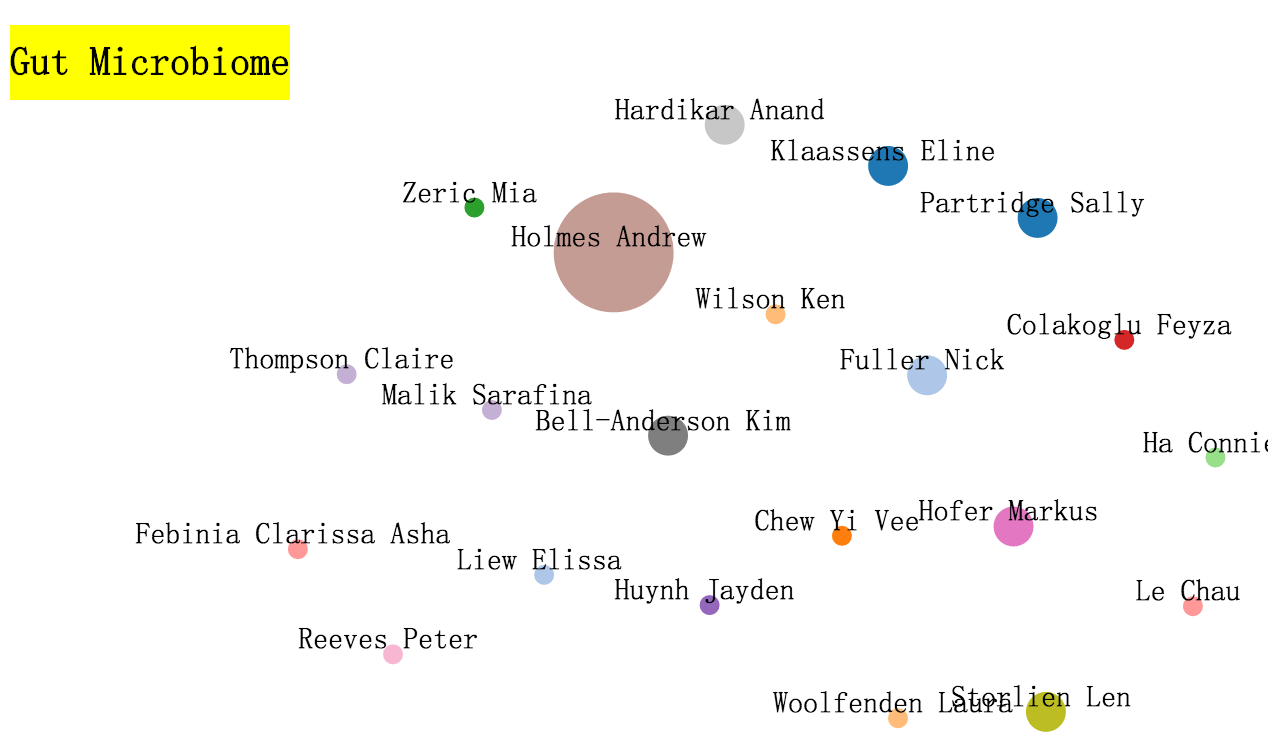 Gut Microbiome
Hardikar Anand
Klaassens Eline
Zeric Mia
Partridge Sally
Holmes Andrew
Wilson Ken
Colakoglu Feyza
Thompson Claire
Fuller Nick
Malik Sarafina
Bell-Anderson Kim
Ha Connie
Hofer Markus
Chew Yi Vee
Febinia Clarissa Asha
Liew Elissa
Huynh Jayden
Le Chau
Reeves Peter
Storlien Len
Woolfenden Laura